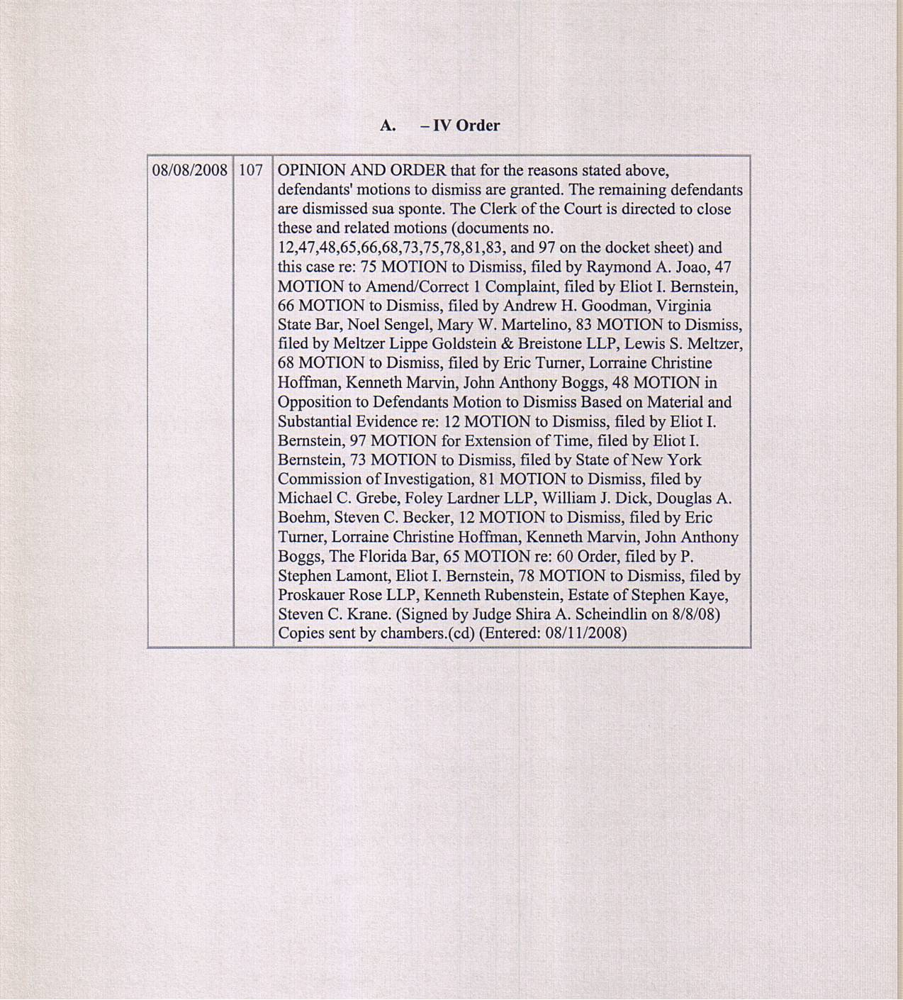 A. – IV Order
08/08/2008 107 OPINION AND ORDER that for the reasons stated above,
defendants' motions to dismiss are granted. The remaining defendants
are dismissed sua sponte. The Clerk of the Court is directed to close
these and related motions (documents no.
12,47,48,65,66,68,73,75,78,81,83, and 97 on the docket sheet) and
this case re: 75 MOTION to Dismiss, filed by Raymond A. Joao, 47
MOTION to Amend/Correct 1 Complaint, filed by Eliot I. Bernstein,
66 MOTION to Dismiss, filed by Andrew H. Goodman, Virginia
State Bar, Noel Sengel, Mary W. Martelino, 83 MOTION to Dismiss,
filed by Meltzer Lippe Goldstein & Breistone LLP, Lewis S. Meltzer,
68 MOTION to Dismiss, filed by Eric Turner, Lorraine Christine
Hoffman, Kenneth Marvin, John Anthony Boggs, 48 MOTION in
Opposition to Defendants Motion to Dismiss Based on Material and
Substantial Evidence re: 12 MOTION to Dismiss, filed by Eliot I.
Bernstein, 97 MOTION for Extension of Time, filed by Eliot I.
Bernstein, 73 MOTION to Dismiss, filed by State of New York
Commission of Investigation, 81 MOTION to Dismiss, filed by
Michael C. Grebe, Foley Lardner LLP, William J. Dick, Douglas A.
Boehm, Steven C. Becker, 12 MOTION to Dismiss, filed by Eric
Turner, Lorraine Christine Hoffman, Kenneth Marvin, John Anthony
Boggs, The Florida Bar, 65 MOTION re: 60 Order, filed by P.
Stephen Lamont, Eliot I. Bernstein, 78 MOTION to Dismiss, filed by
Proskauer Rose LLP, Kenneth Rubenstein, Estate of Stephen Kaye,
Steven C. Krane. (Signed by Judge Shira A. Scheindlin on 8/8/08)
Copies sent by chambers.(cd) (Entered: 08/11/2008)